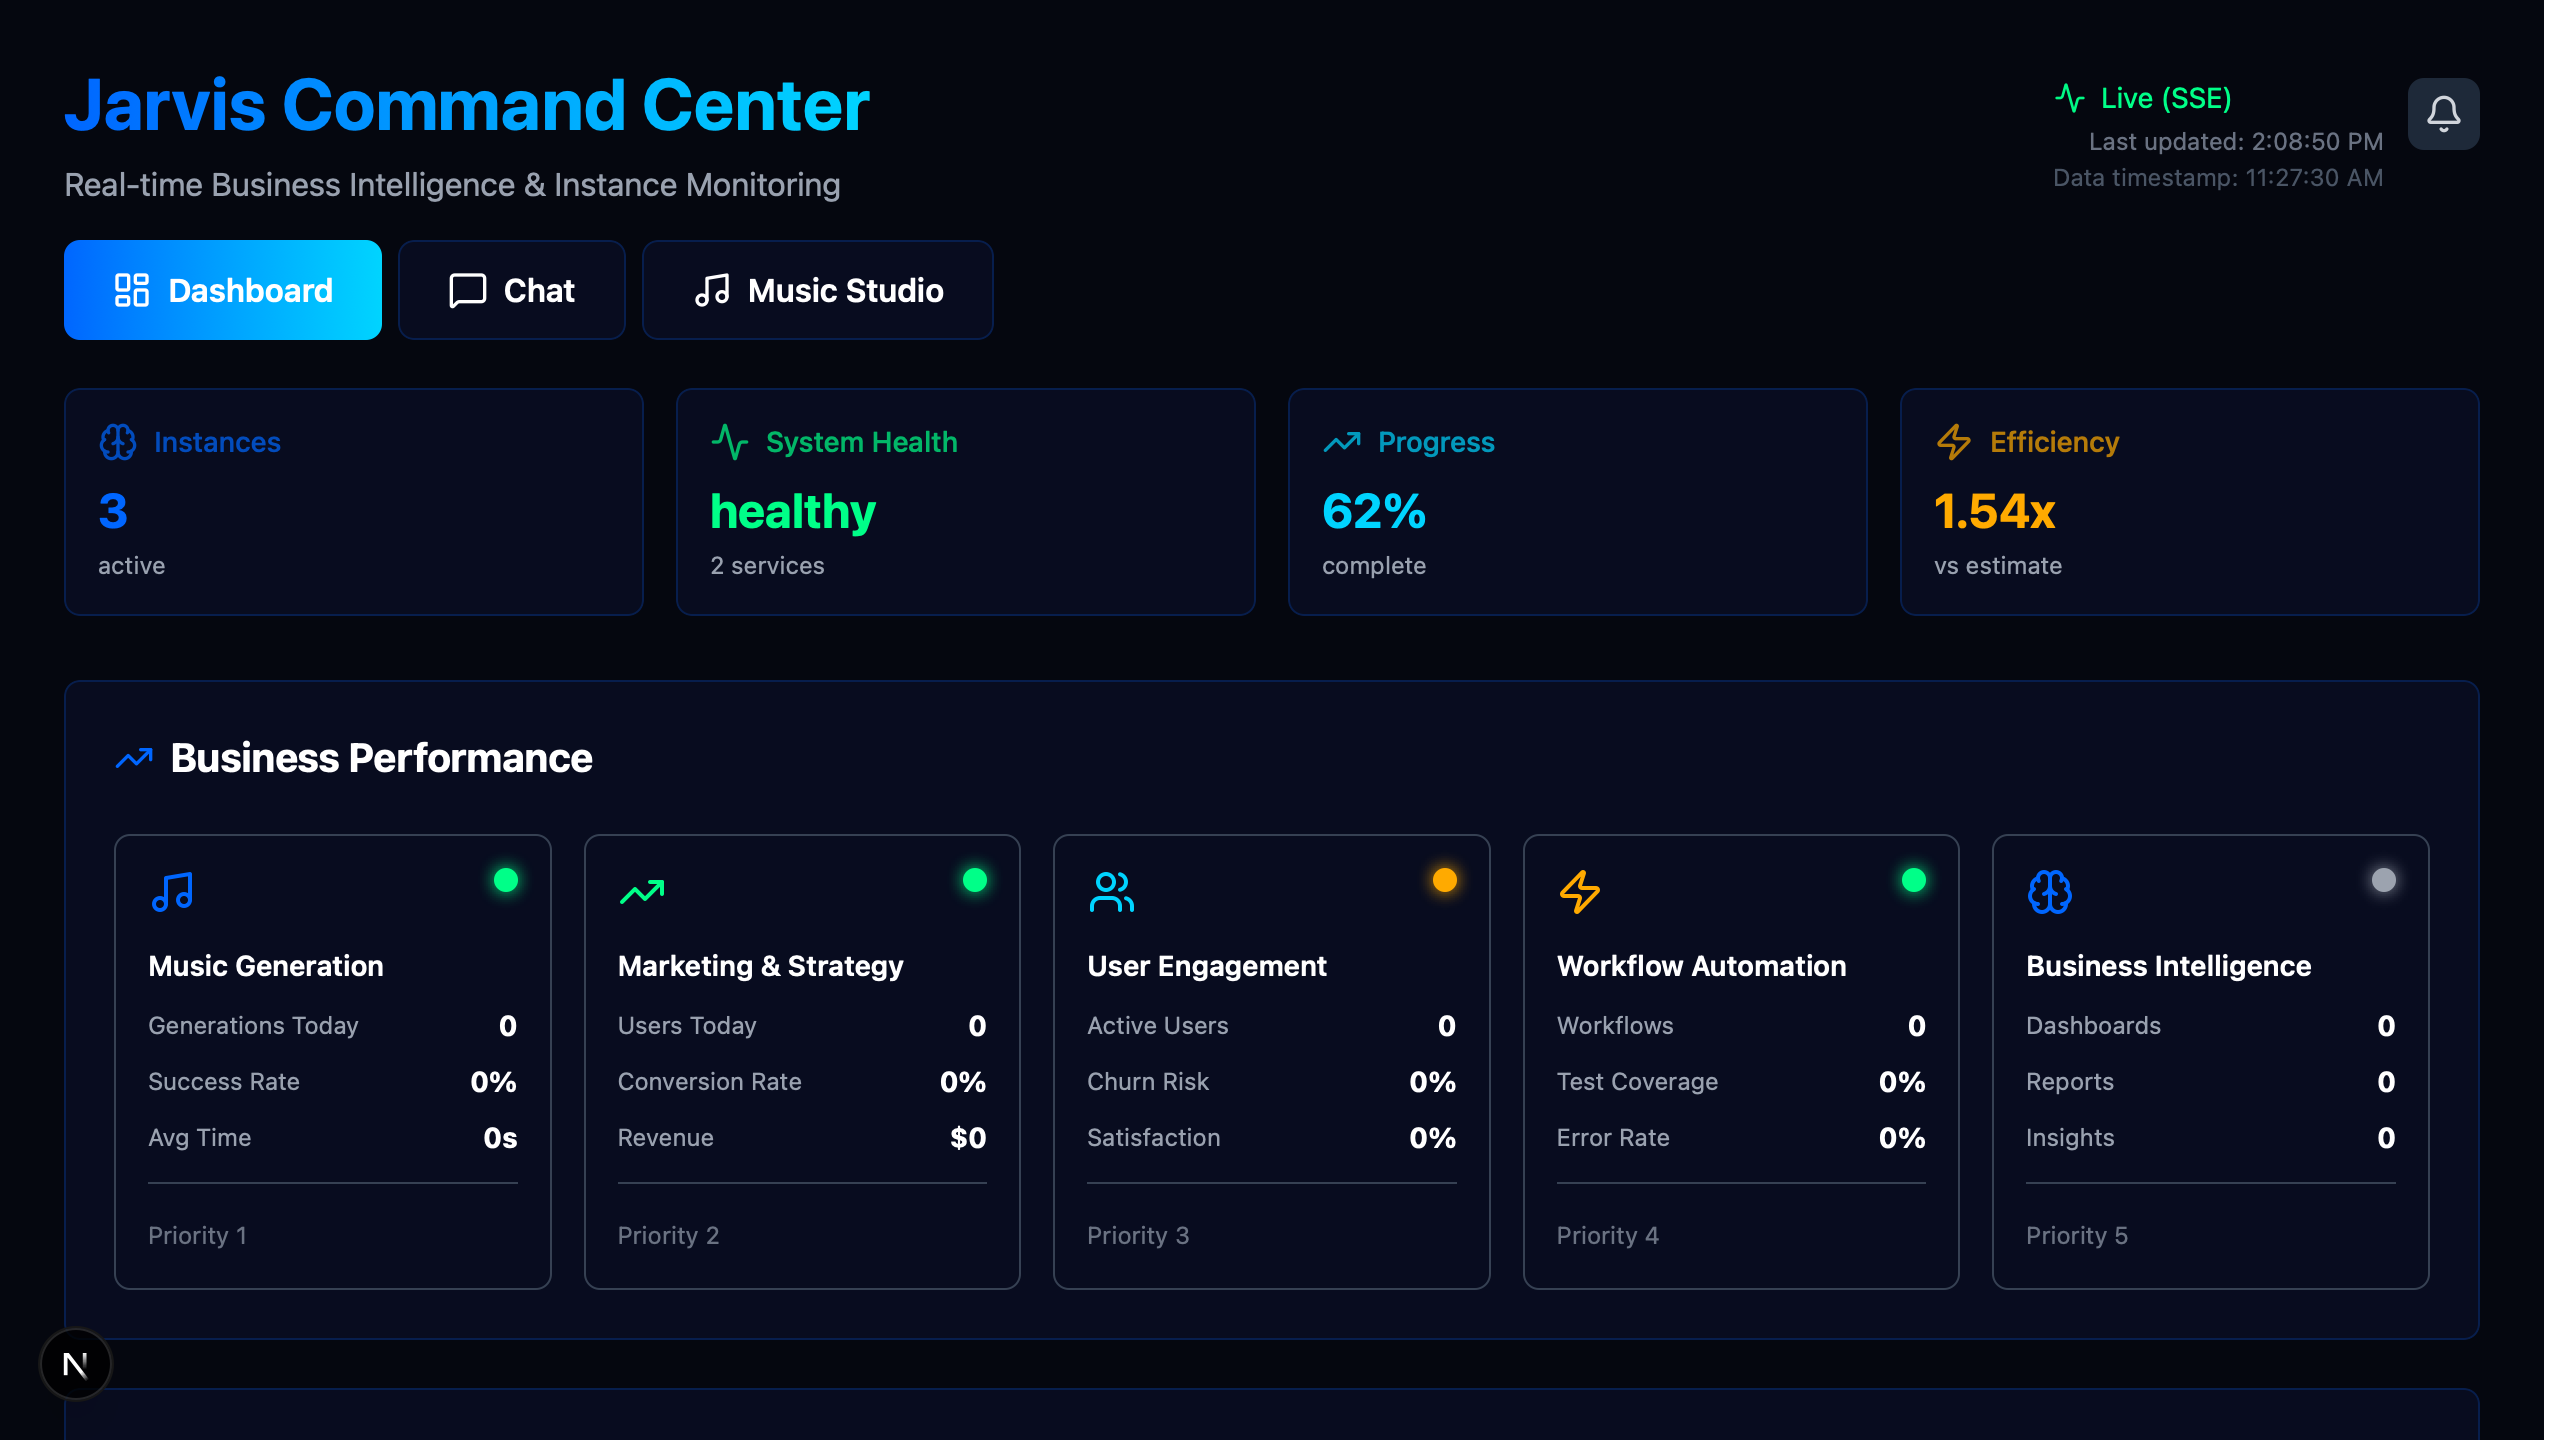 Jarvis Command Center
Real-time Business Intelligence & Instance Monitoring
Live (SSE)
Last updated: 2:08:50 PM
Data timestamp: 11:27:30 AM
Dashboard
Chat
Music Studio
Instances
3
active
System Health
healthy
2 services
Progress
62%
complete
Efficiency
1.54x
vs estimate
Business Performance
Music Generation
Generations Today 0
Success Rate 0%
Avg Time 0s
Priority 1
Marketing & Strategy
Users Today 0
Conversion Rate 0%
Revenue $0
Priority 2
User Engagement
Active Users 0
Churn Risk 0%
Satisfaction 0%
Priority 3
Workflow Automation
Workflows 0
Test Coverage 0%
Error Rate 0%
Priority 4
Business Intelligence
Dashboards 0
Reports 0
Insights 0
Priority 5
N